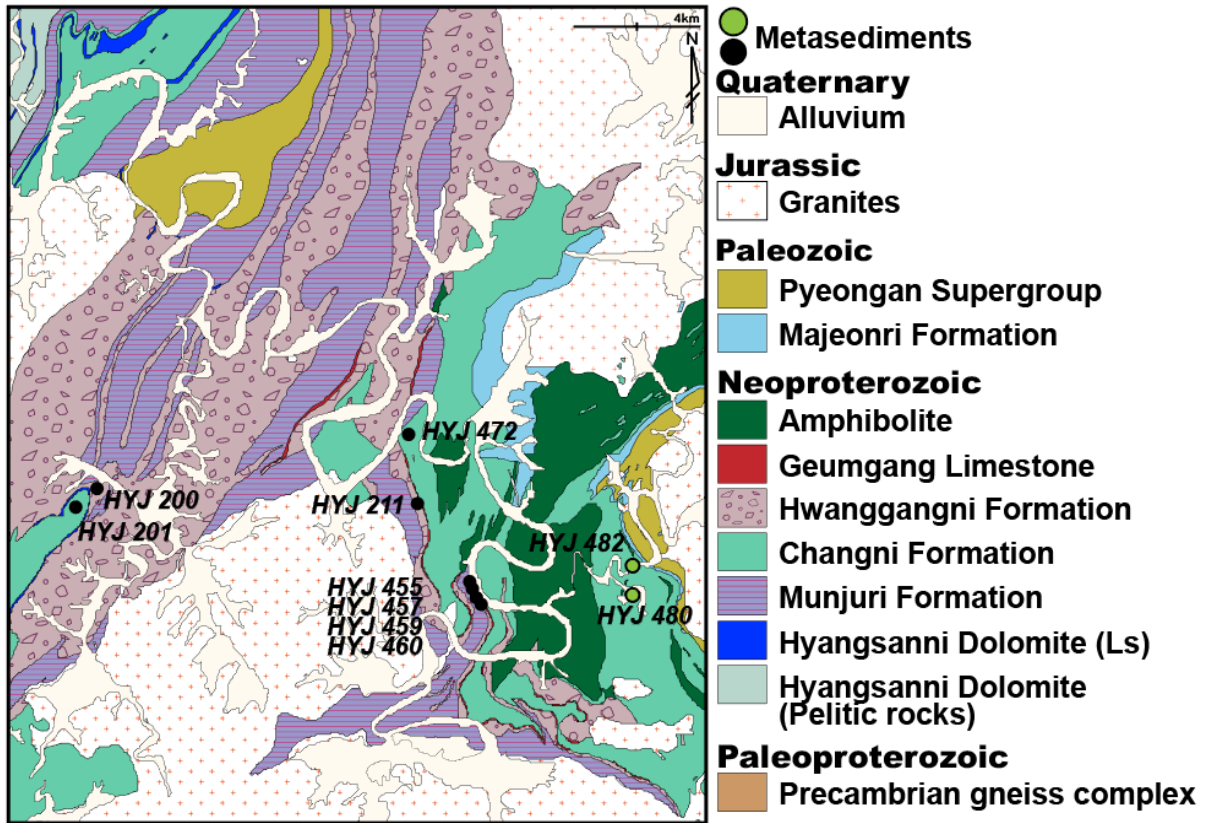 4km
N
HYJ 472
HYJ 200
HYJ 211
HYJ 201
HYJ 482
HYJ 455
HYJ 457
HYJ 459
HYJ 460
HYJ 480
Metasediments
Quaternary
Alluvium
Jurassic
Granites
Paleozoic
Pyeongan Supergroup
Majeonri Formation
Neoproterozoic
Amphibolite
Geumgang Limestone
Hwanggangni Formation
Changni Formation
Munjuri Formation
Hyangsanni Dolomite (Ls)
Hyangsanni Dolomite
(Pelitic rocks)
Paleoproterozoic
Precambrian gneiss complex